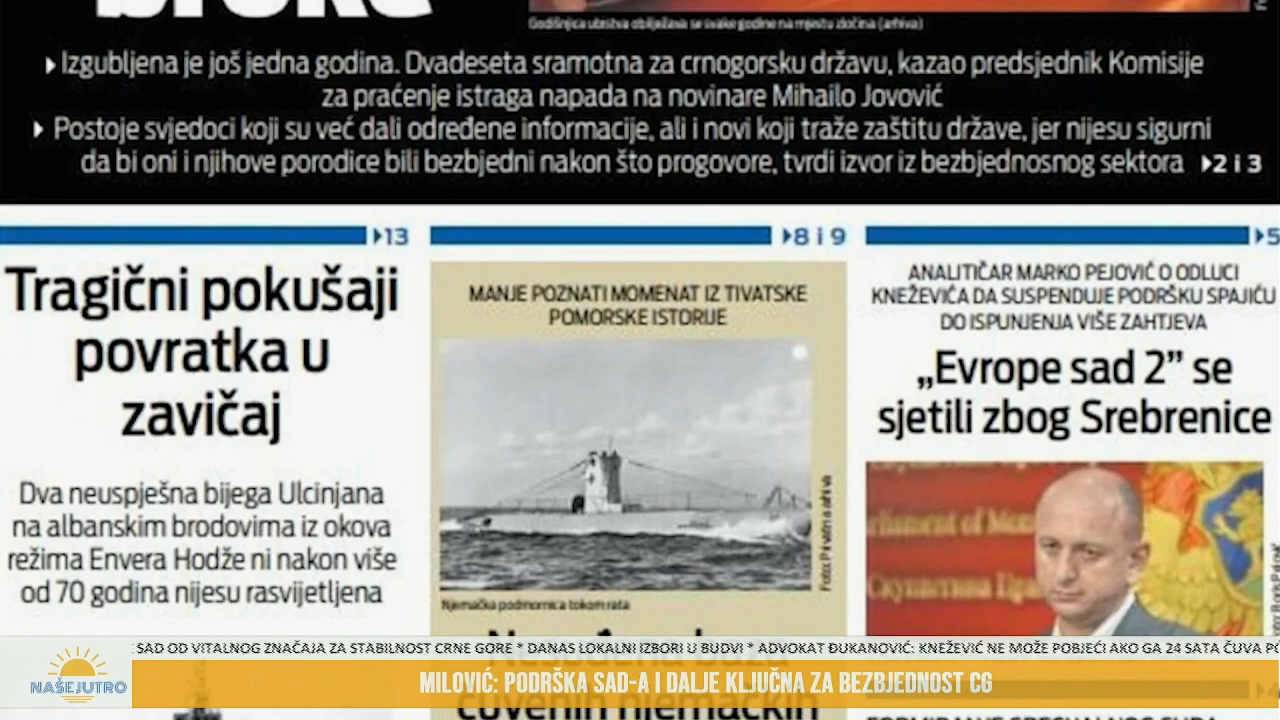 Godišnjica ubistva obilježava se svake godine na mjestu zločina (arhiva)
Izgubljena je još jedna godina. Dvadeseta sramotna za crnogorsku državu, kazao predsjednik Komisije
za praćenje istraga napada na novinare Mihailo Jovović
Postoje svjedoci koji su već dali određene informacije, ali i novi koji traže zaštitu države, jer nijesu sigurni
da bi oni i njihove porodice bili bezbjedni nakon što progovore, tvrdi izvor iz bezbjednosnog sektora 2 i 3
13
Tragični pokušaji
povratka u
zavičaj
Dva neuspješna bijega Ulcinjana
na albanskim brodovima iz okova
režima Envera Hodže ni nakon više
od 70 godina nijesu rasvijetljena
8 i 9
MANJE POZNATI MOMENAT IZ TIVATSKE
POMORSKE ISTORIJE
Foto: Privatna arhiva
Njemačka podmornica tokom rata
čuvenih njemačkih
5
ANALITIČAR MARKO PEJOVIĆ O ODLUCI
KNEŽEVIĆA DA SUSPENDUJE PODRŠKU SPAJIĆU
DO ISPUNJENJA VIŠE ZAHTJEVA
„Evrope sad 2” se
sjetili zbog Srebrenice
SAD OD VITALNOG ZNAČAJA ZA STABILNOST CRNE GORE * DANAS LOKALNI IZBORI U BUDVI * ADVOKAT ĐUKANOVIĆ: KNEŽEVIĆ NE MOŽE POBJEĆI AKO GA 24 SATA ČUVA
NAŠE JUTRO
MILOVIĆ: PODRŠKA SAD-A I DALJE KLJUČNA ZA BEZBJEDNOST CG